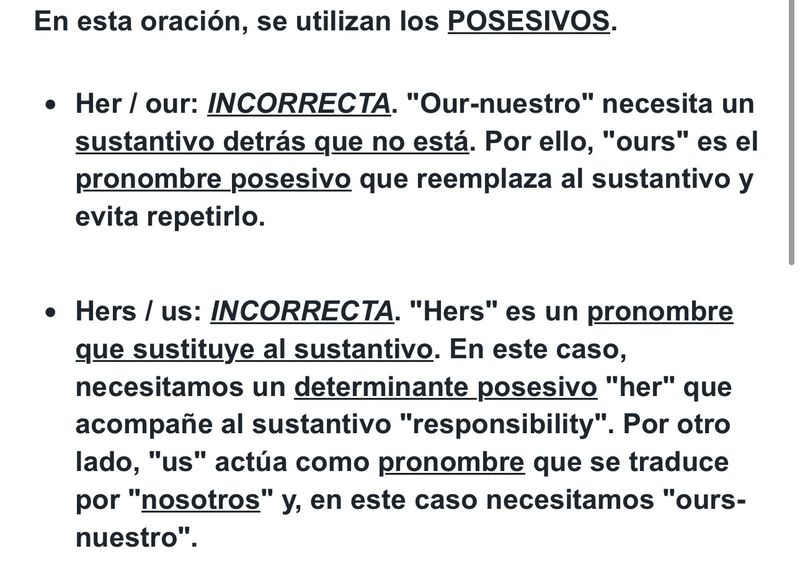 En esta oración, se utilizan los POSESIVOS.
• Her / our: INCORRECTA. "Our-nuestro" necesita un
sustantivo detrás que no está. Por ello, "ours" es el
pronombre posesivo que reemplaza al sustantivo y
evita repetirlo.
• Hers / us: INCORRECTA. "Hers" es un pronombre
que sustituye al sustantivo. En este caso,
necesitamos un determinante posesivo "her" que
acompañe al sustantivo "responsibility". Por otro
lado, "us" actúa como pronombre que se traduce
por "nosotros" y, en este caso necesitamos "ours-
nuestro".